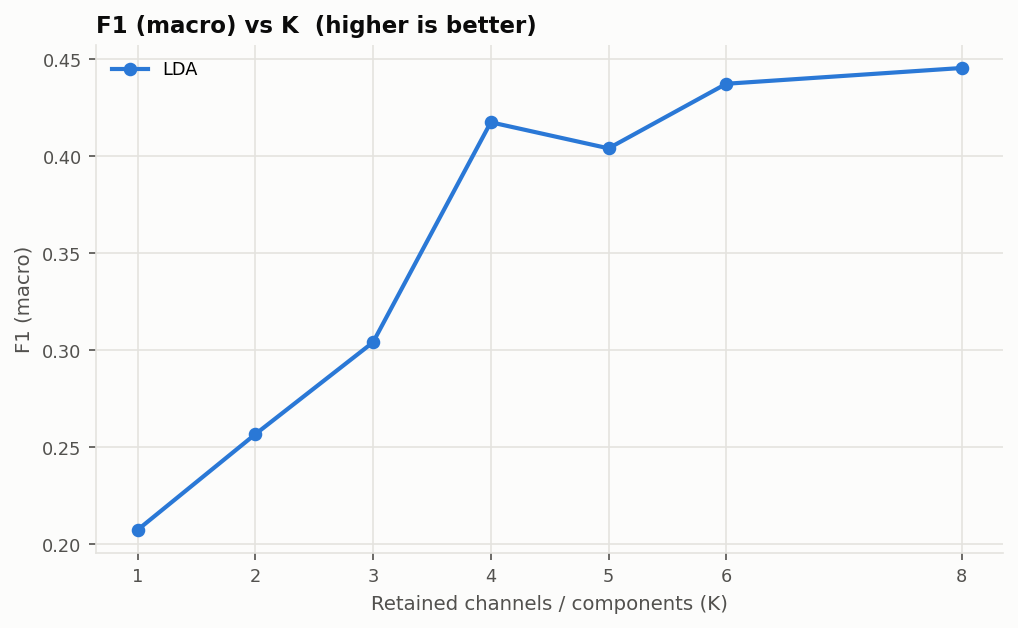 F1 (macro) vs K  (higher is better)
LDA
F1 (macro)
0.45
0.40
0.35
0.30
0.25
0.20
1 2 3 4 5 6 8
Retained channels / components (K)